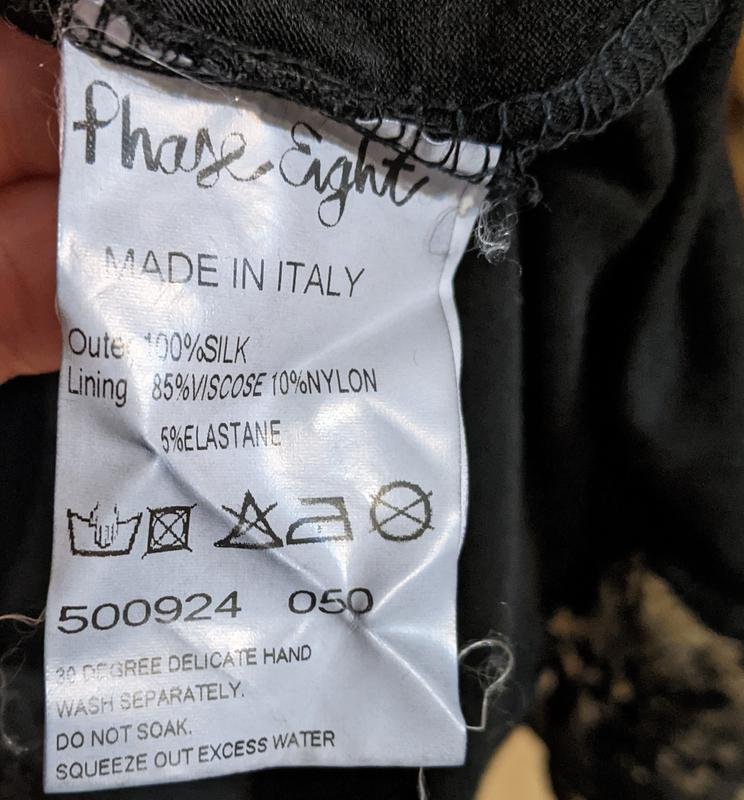 Phase Eight
MADE IN ITALY
Outer 100%SILK
Lining 85%VISCOSE 10%NYLON
5%ELASTANE
500924 050
30 DEGREE DELICATE HAND
WASH SEPARATELY.
DO NOT SOAK.
SQUEEZE OUT EXCESS WATER